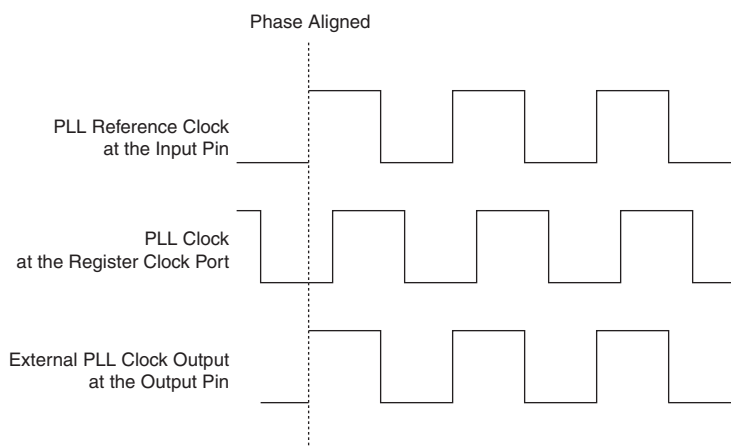 Phase Aligned
PLL Reference Clock
at the Input Pin
PLL Clock
at the Register Clock Port
External PLL Clock Output
at the Output Pin